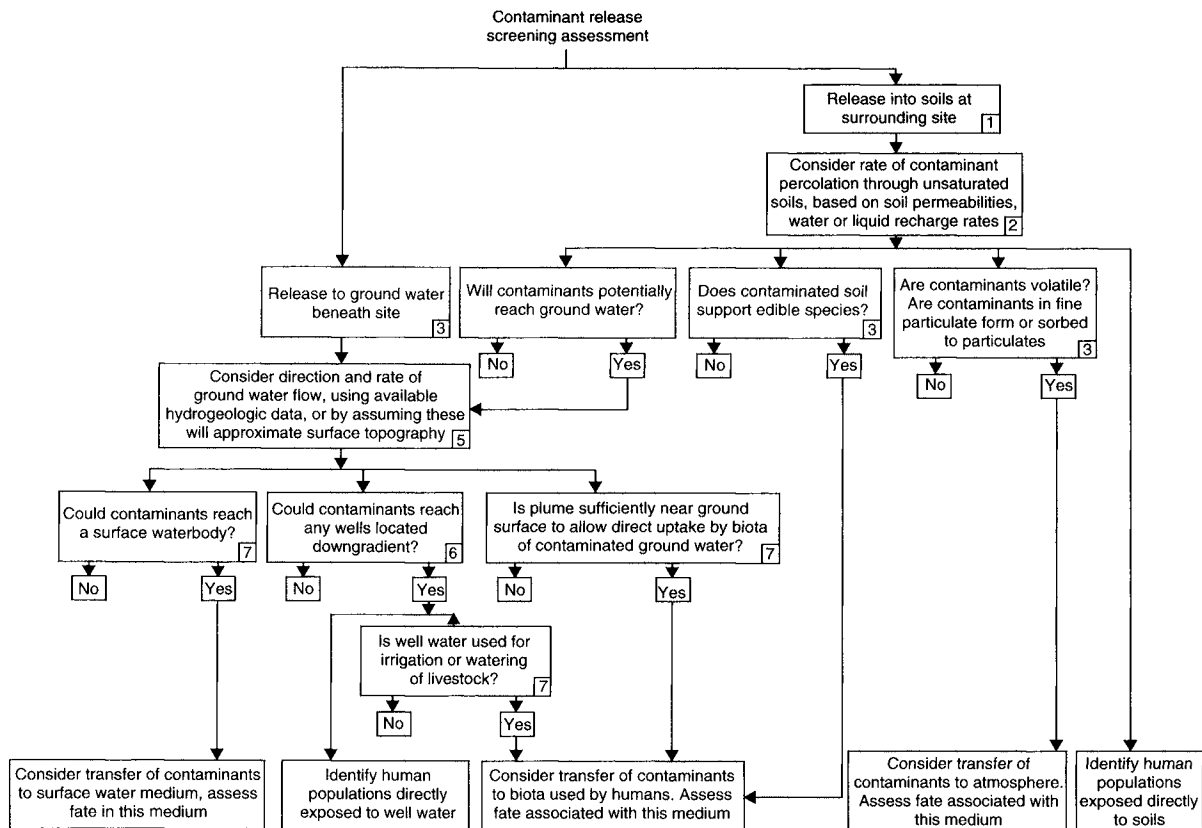 Contaminant release
screening assessment
Release into soils at
surrounding site
1
Consider rate of contaminant
percolation through unsaturated
soils, based on soil permeabilities,
water or liquid recharge rates
2
Release to ground water
beneath site
3
Will contaminants potentially
reach ground water?
No
Yes
Does contaminated soil
support edible species?
3
No
Yes
Are contaminants volatile?
Are contaminants in fine
particulate form or sorbed
to particulates
3
No
Yes
Consider direction and rate of
ground water flow, using available
hydrogeologic data, or by assuming these
will approximate surface topography
5
Could contaminants reach
a surface waterbody?
7
No
Yes
Could contaminants reach
any wells located
downgradient?
6
No
Yes
Is plume sufficiently near ground
surface to allow direct uptake by biota
of contaminated ground water?
7
No
Yes
Is well water used for
irrigation or watering
of livestock?
7
No
Yes
Consider transfer of contaminants
to surface water medium, assess
fate in this medium
Identify human
populations directly
exposed to well water
Consider transfer of contaminants
to biota used by humans. Assess
fate associated with this medium
Consider transfer of
contaminants to atmosphere.
Assess fate associated with
this medium
Identify human
populations
exposed directly
to soils